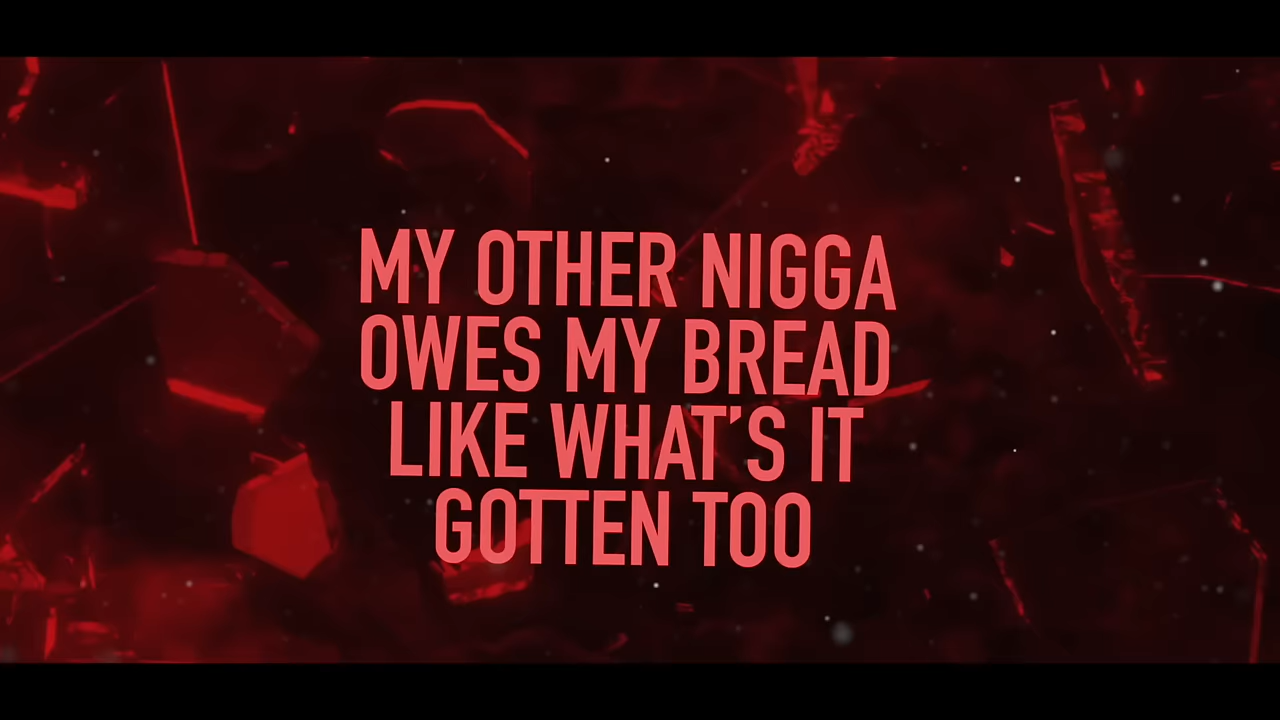 MY OTHER NIGGA
OWES MY BREAD
LIKE WHAT'S IT
GOTTEN TOO